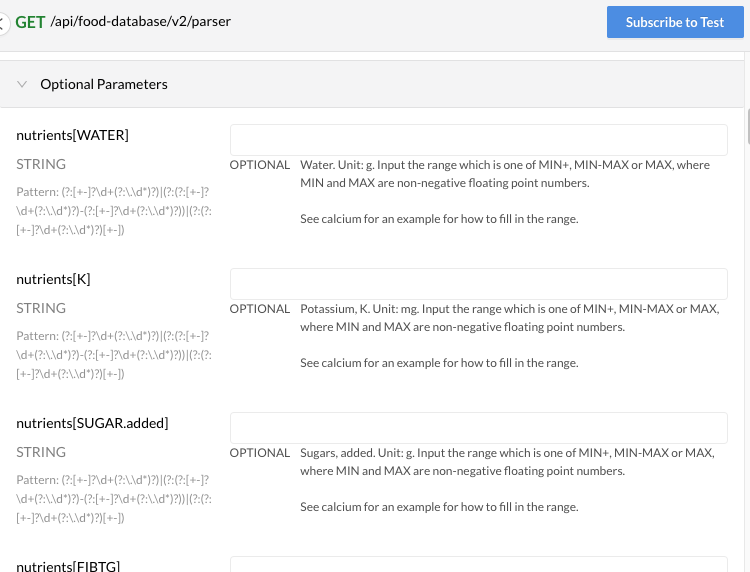 GET /api/food-database/v2/parser
Subscribe to Test
Optional Parameters
nutrients[WATER]
STRING
Pattern: (?:[+-]?\d+(?:\.\d*)?)|(?:(?:[+-]?
\d+(?:\.\d*)?)-(?:[+-]?\d+(?:\.\d*)?))|(?:(?:
[+-]?\d+(?:\.\d*)?)[+-])
OPTIONAL
Water. Unit: g. Input the range which is one of MIN+, MIN-MAX or MAX, where
MIN and MAX are non-negative floating point numbers.
See calcium for an example for how to fill in the range.
nutrients[K]
STRING
Pattern: (?:[+-]?\d+(?:\.\d*)?)|(?:(?:[+-]?
\d+(?:\.\d*)?)-(?:[+-]?\d+(?:\.\d*)?))|(?:(?:
[+-]?\d+(?:\.\d*)?)[+-])
OPTIONAL
Potassium, K. Unit: mg. Input the range which is one of MIN+, MIN-MAX or MAX,
where MIN and MAX are non-negative floating point numbers.
See calcium for an example for how to fill in the range.
nutrients[SUGAR.added]
STRING
Pattern: (?:[+-]?\d+(?:\.\d*)?)|(?:(?:[+-]?
\d+(?:\.\d*)?)-(?:[+-]?\d+(?:\.\d*)?))|(?:(?:
[+-]?\d+(?:\.\d*)?)[+-])
OPTIONAL
Sugars, added. Unit: g. Input the range which is one of MIN+, MIN-MAX or MAX,
where MIN and MAX are non-negative floating point numbers.
See calcium for an example for how to fill in the range.
nutrients[FIBTG]